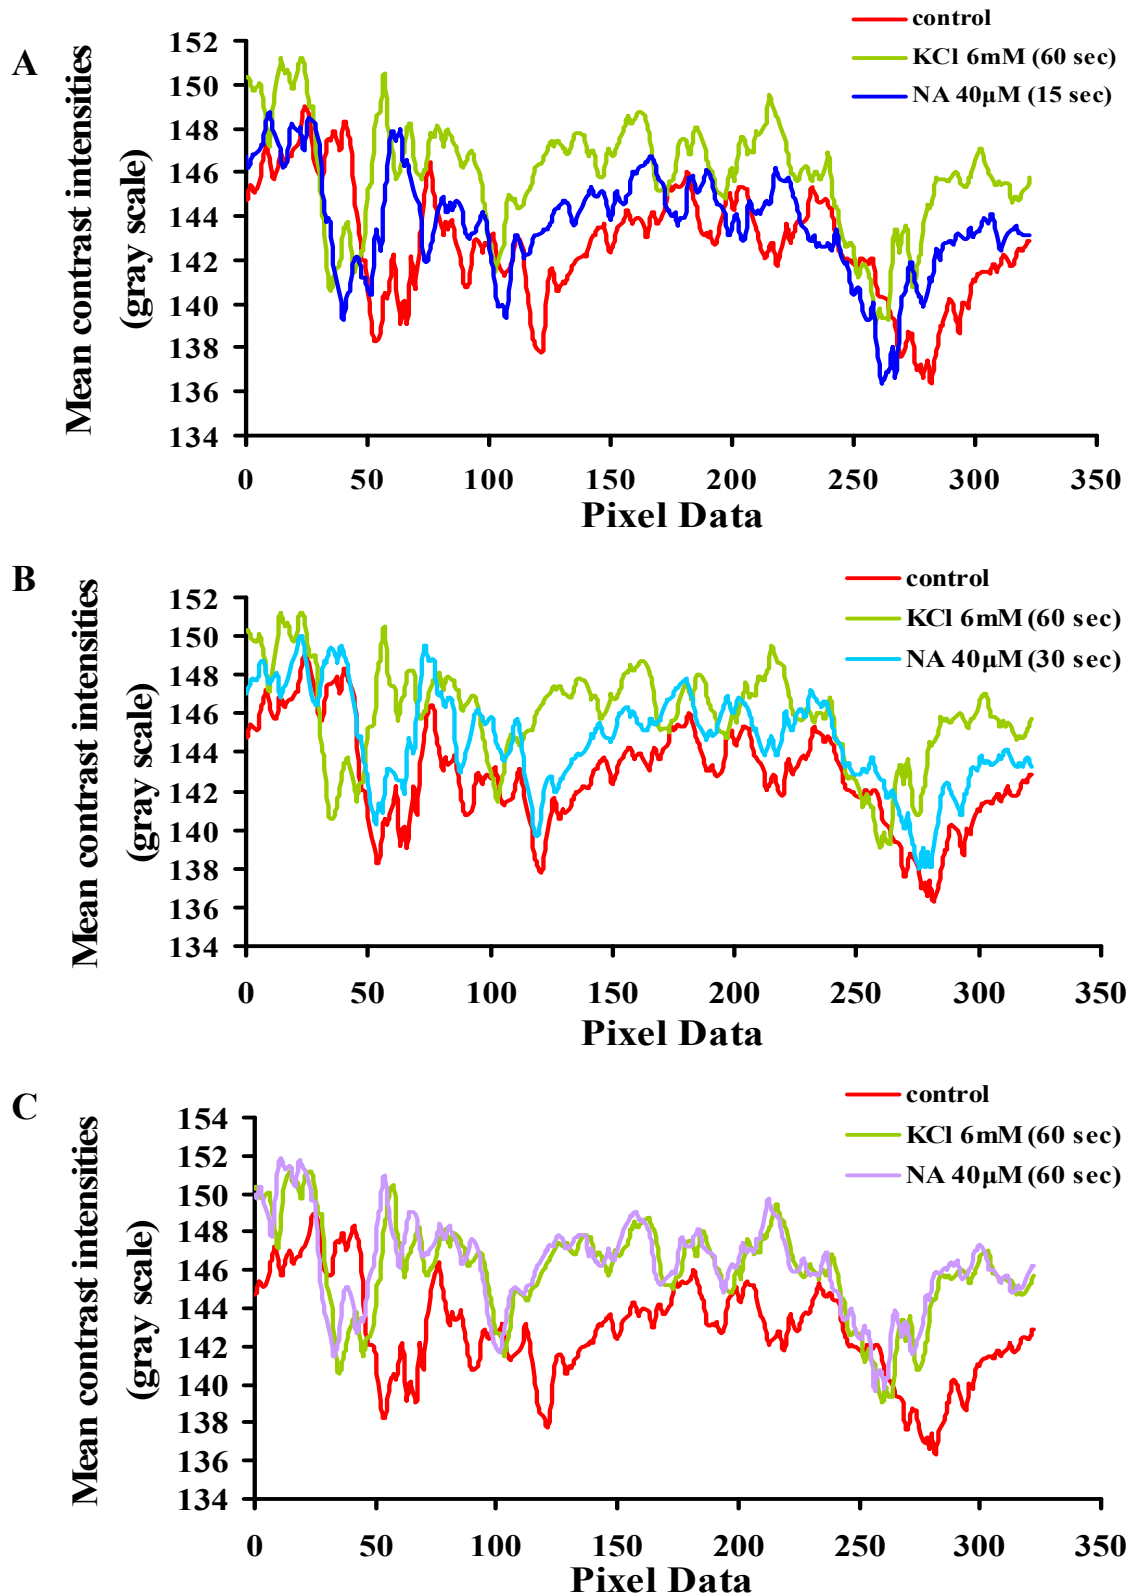 A
control
KCl 6mM (60 sec)
NA 40µM (15 sec)
Mean contrast intensities
(gray scale)
152
150
148
146
144
142
140
138
136
134
0 50 100 150 200 250 300 350
Pixel Data
B
control
KCl 6mM (60 sec)
NA 40µM (30 sec)
Mean contrast intensities
(gray scale)
152
150
148
146
144
142
140
138
136
134
0 50 100 150 200 250 300 350
Pixel Data
C
control
KCl 6mM (60 sec)
NA 40µM (60 sec)
Mean contrast intensities
(gray scale)
154
152
150
148
146
144
142
140
138
136
134
0 50 100 150 200 250 300 350
Pixel Data